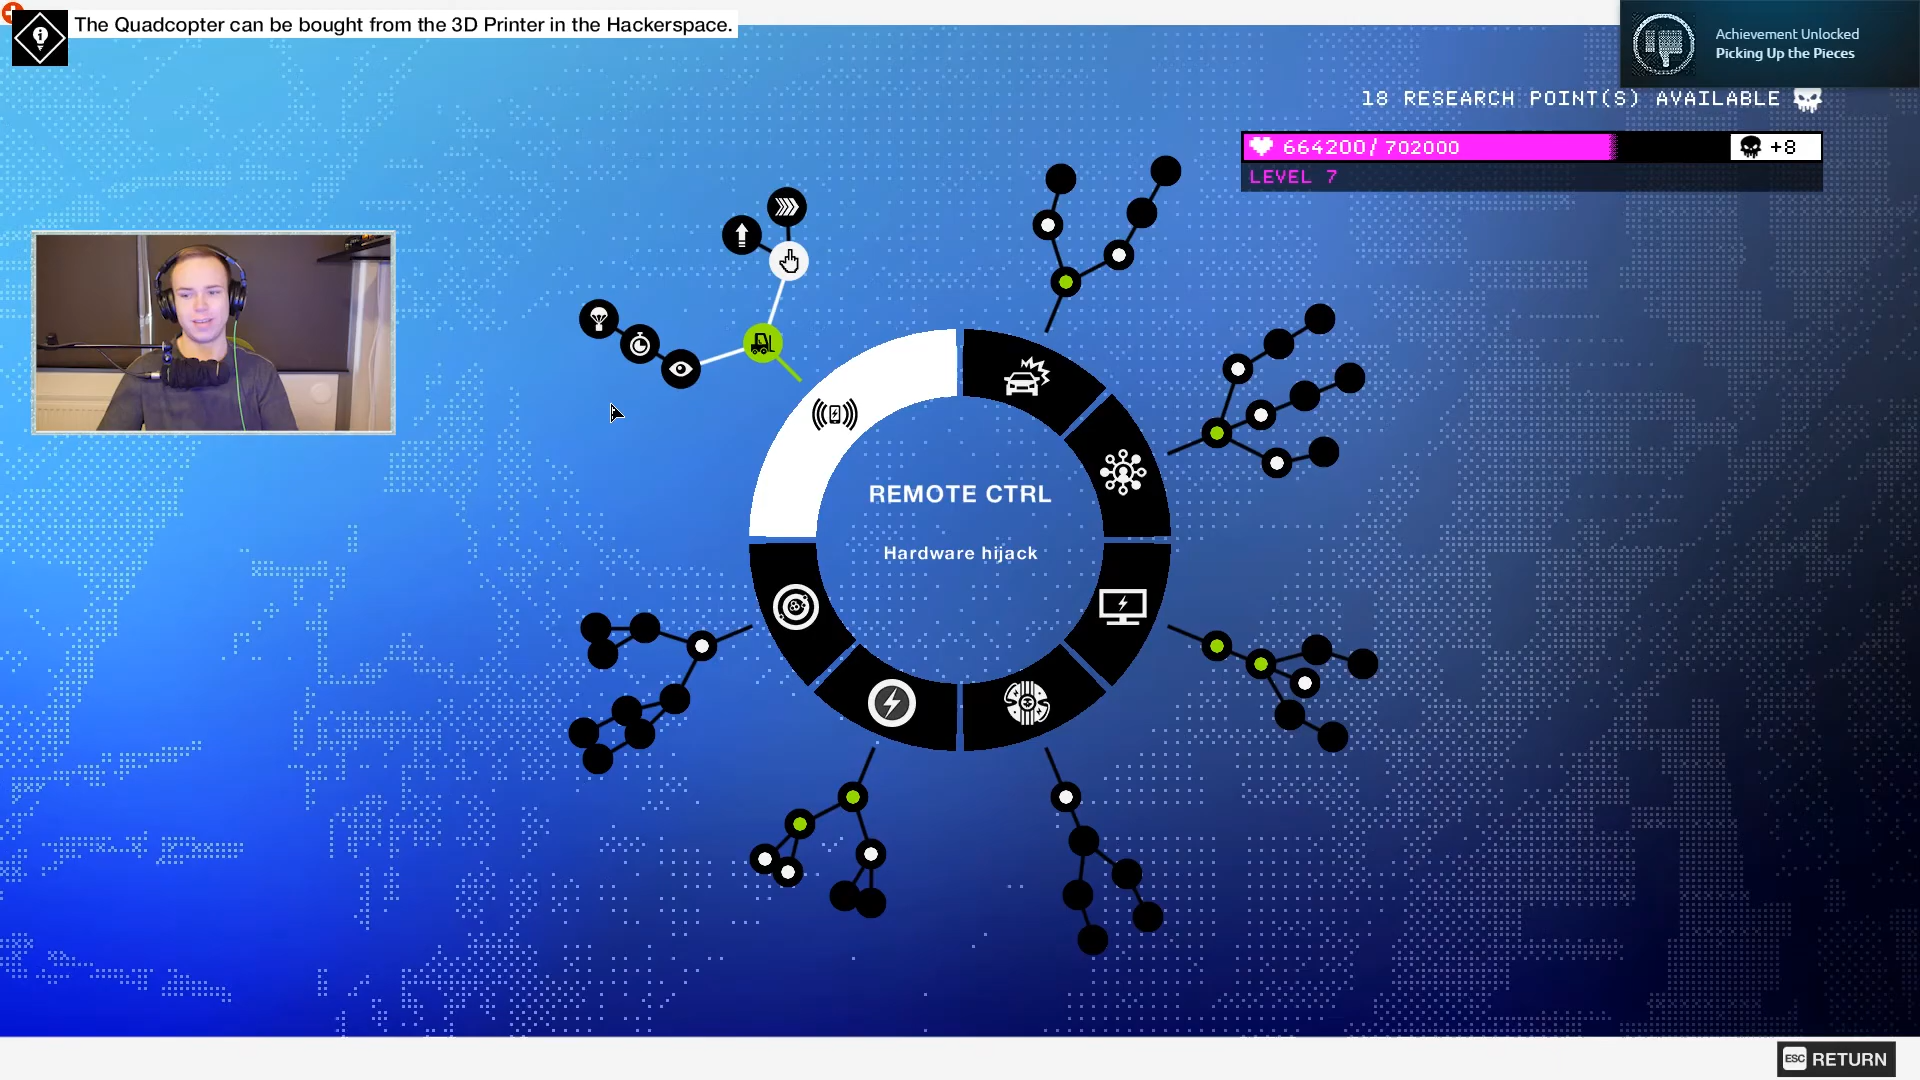 The Quadcopter can be bought from the 3D Printer in the Hackerspace.
Achievement Unlocked
Picking Up the Pieces
18 RESEARCH POINT(S) AVAILABLE
664200/702000
+8
LEVEL 7
REMOTE CTRL
Hardware hijack
ESC RETURN